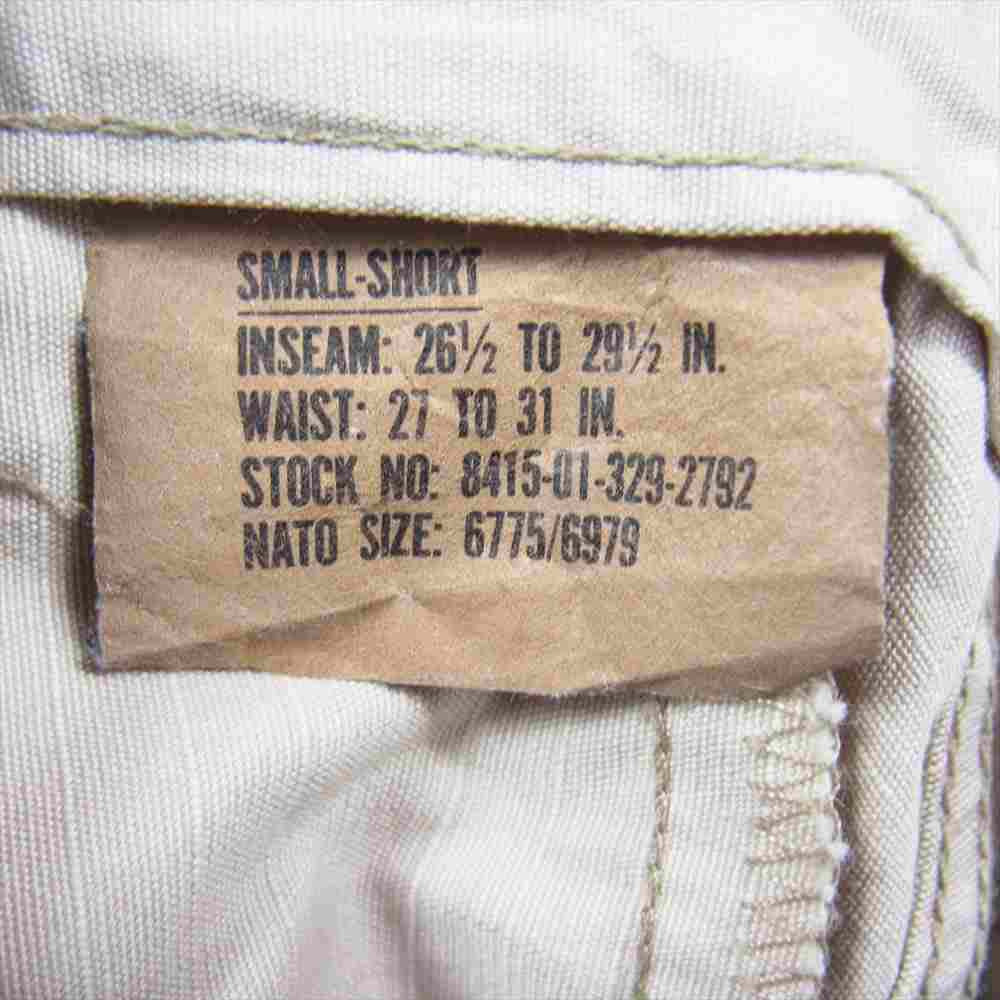 SMALL-SHORT
INSEAM: 26½ TO 29½ IN.
WAIST: 27 TO 31 IN.
STOCK NO: 8415-01-329-2792
NATO SIZE: 6775/6979